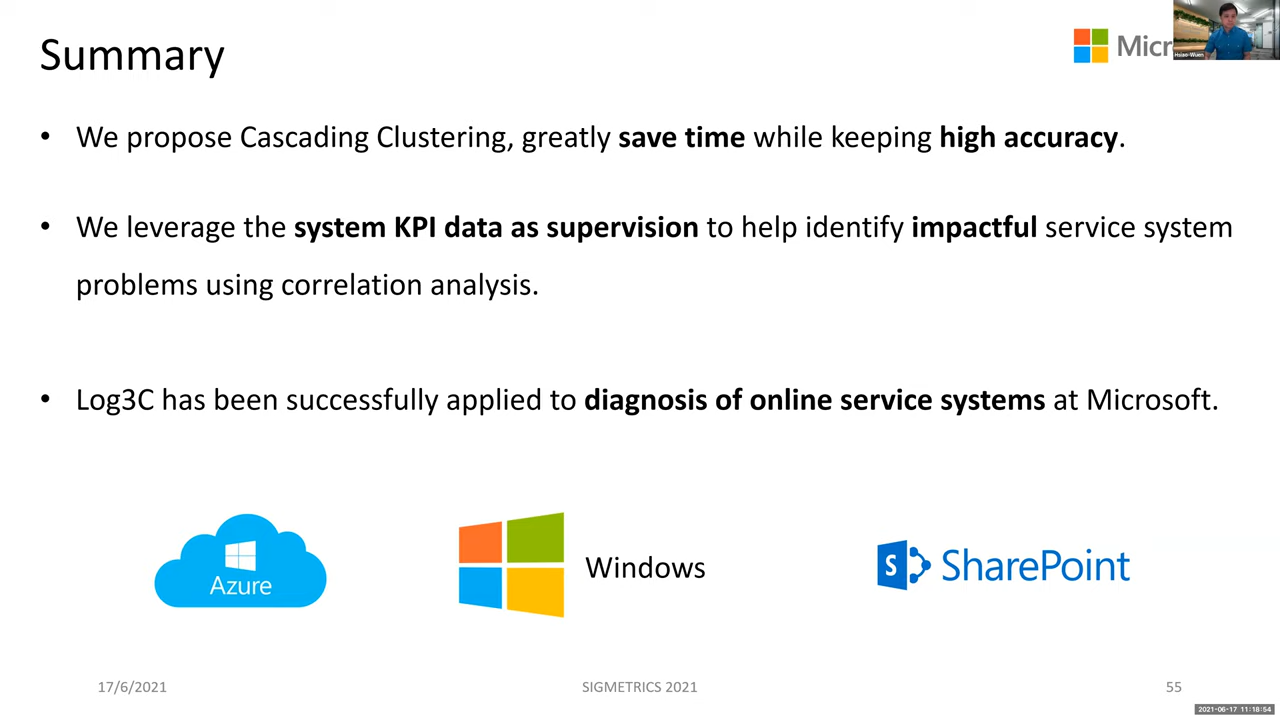 Summary
Micr
Hsiao-Wuen
• We propose Cascading Clustering, greatly save time while keeping high accuracy.
• We leverage the system KPI data as supervision to help identify impactful service system
problems using correlation analysis.
• Log3C has been successfully applied to diagnosis of online service systems at Microsoft.
Azure
Windows
S SharePoint
17/6/2021 SIGMETRICS 2021 55
2021-06-17 11:18:54